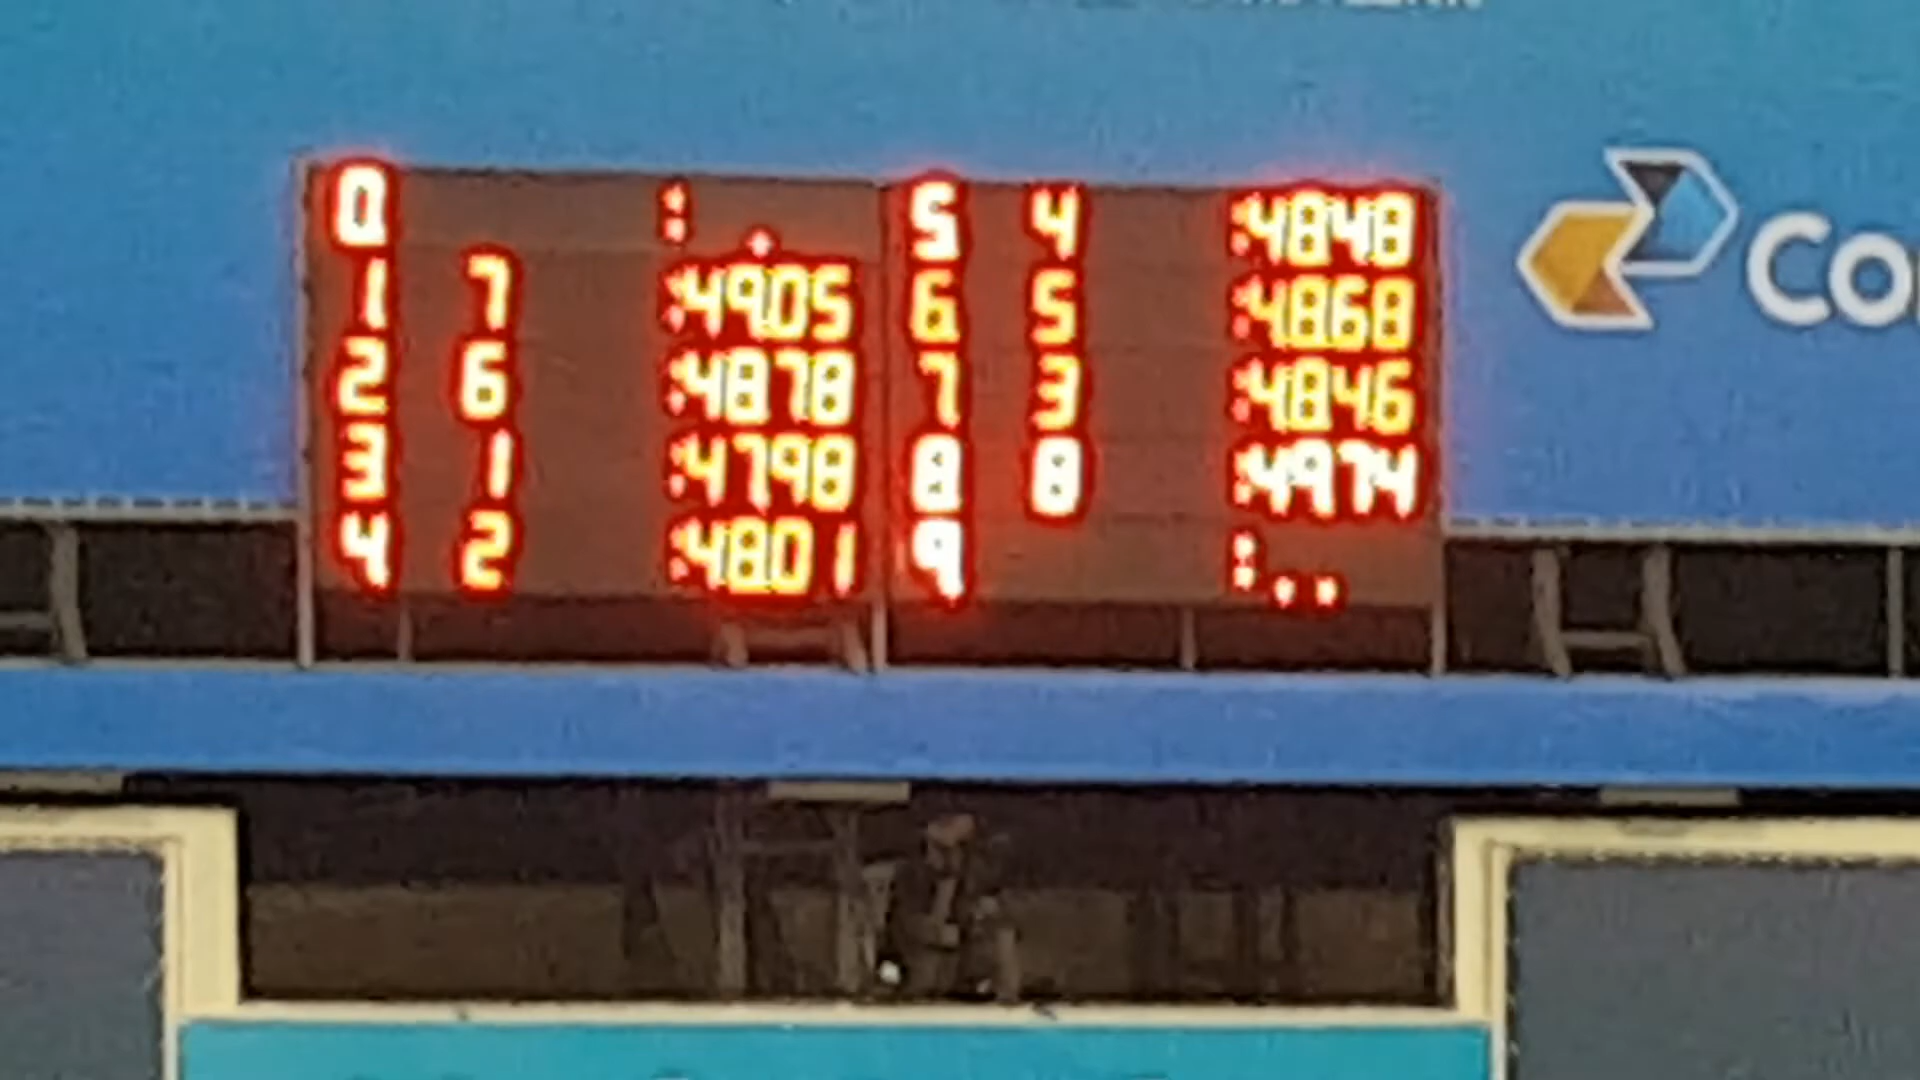 0 : .
1 7 :49.05
2 6 :48.78
3 1 :47.98
4 2 :48.01
5 4 :48.48
6 5 :48.68
7 3 :48.46
8 8 :49.74
9 : . .
Co